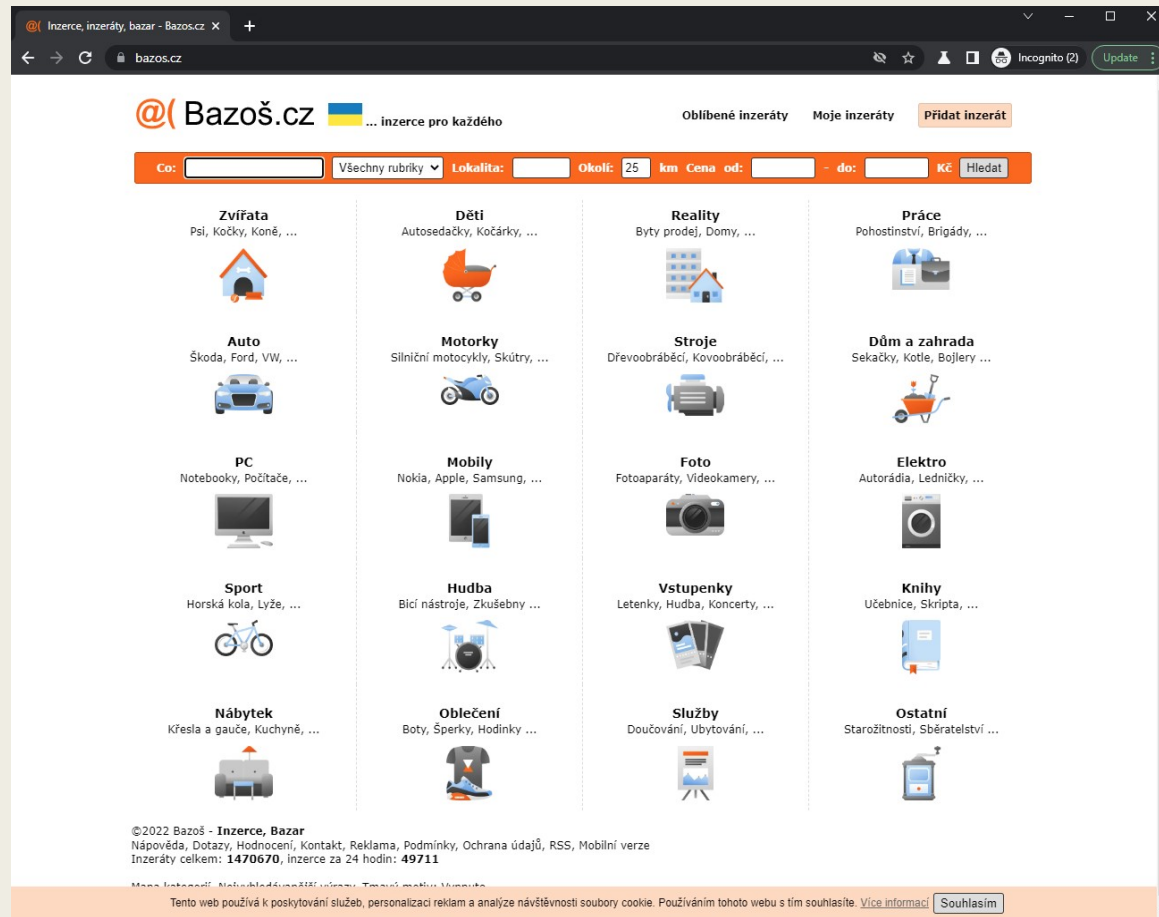 Inzerce, inzeráty, bazar - Bazos.cz
bazos.cz
Incognito (2)
Update
@( Bazoš.cz
... inzerce pro každého
Oblíbené inzeráty Moje inzeráty Přidat inzerát
Co: Všechny rubriky Lokalita: Okolí: 25 km Cena od: - do: Kč Hledat
Zvířata Děti Reality Práce
Psi, Kočky, Koně, ... Autosedačky, Kočárky, ... Byty prodej, Domy, ... Pohostinství, Brigády, ...
Auto Motorky Stroje Dům a zahrada
Škoda, Ford, VW, ... Silniční motocykly, Skútry, ... Dřevoobráběcí, Kovoobráběcí, ... Sekačky, Kotle, Bojlery ...
PC Mobily Foto Elektro
Notebooky, Počítače, ... Nokia, Apple, Samsung, ... Fotoaparáty, Videokamery, ... Autorádia, Ledničky, ...
Sport Hudba Vstupenky Knihy
Horská kola, Lyže, ... Bicí nástroje, Zkušebny ... Letenky, Hudba, Koncerty, ... Učebnice, Skripta, ...
Nábytek Oblečení Služby Ostatní
Křesla a gauče, Kuchyně, ... Boty, Šperky, Hodinky ... Doučování, Ubytování, ... Starožitnosti, Sběratelství ...
©2022 Bazoš - Inzerce, Bazar
Nápověda, Dotazy, Hodnocení, Kontakt, Reklama, Podmínky, Ochrana údajů, RSS, Mobilní verze
Inzeráty celkem: 1470670, inzerce za 24 hodin: 49711
Mapa kategorií, Nejvyhledávanější výrazy, Tmavý motiv: Vypnuto
Tento web používá k poskytování služeb, personalizaci reklam a analýze návštěvnosti soubory cookie. Používáním tohoto webu s tím souhlasíte. Více informací Souhlasím